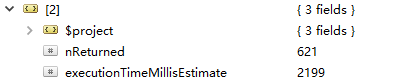 [2] { 3 fields }
$project { 3 fields }
nReturned 621
executionTimeMillisEstimate 2199